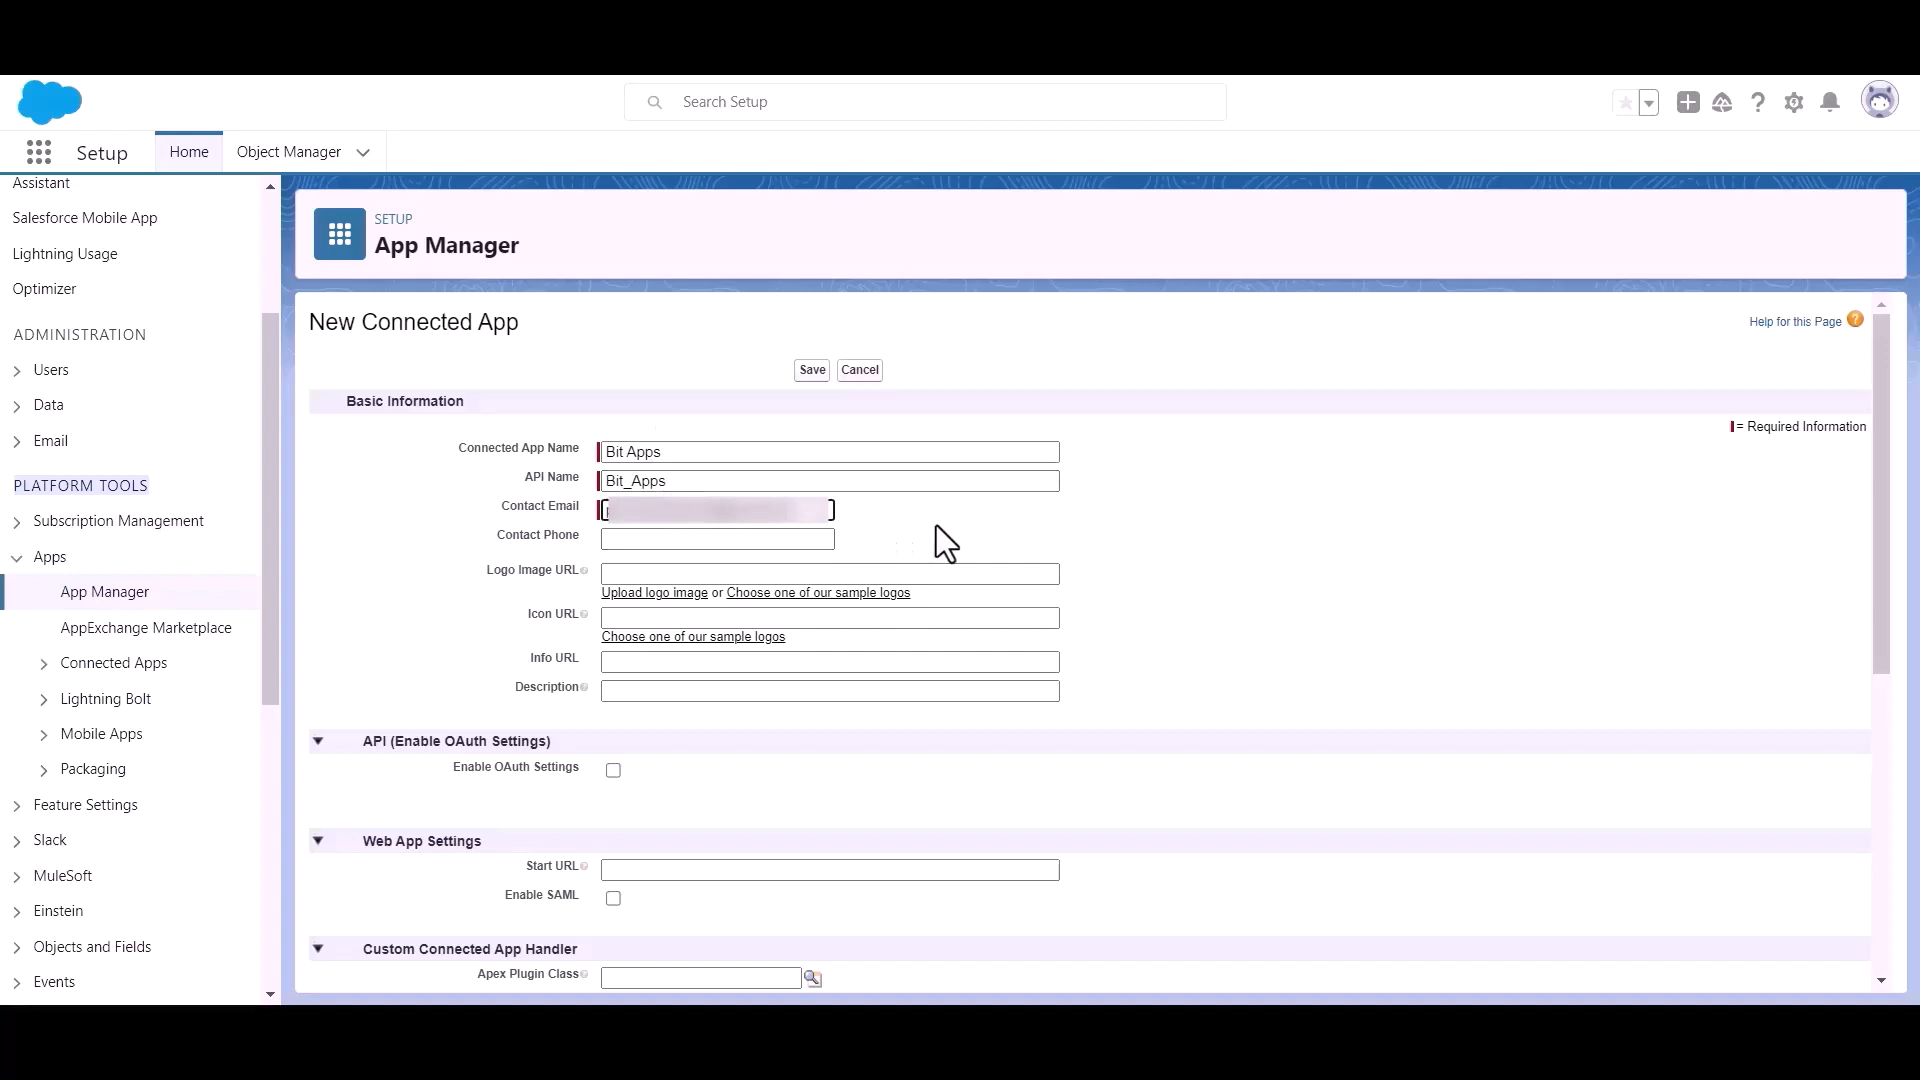 Search Setup
Setup
Home
Object Manager
Assistant
Salesforce Mobile App
Lightning Usage
Optimizer
ADMINISTRATION
Users
Data
Email
PLATFORM TOOLS
Subscription Management
Apps
App Manager
AppExchange Marketplace
Connected Apps
Lightning Bolt
Mobile Apps
Packaging
Feature Settings
Slack
MuleSoft
Einstein
Objects and Fields
Events
SETUP
App Manager
New Connected App
Help for this Page
Save Cancel
Basic Information
= Required Information
Connected App Name Bit Apps
API Name Bit_Apps
Contact Email
Contact Phone
Logo Image URL
Upload logo image or Choose one of our sample logos
Icon URL
Choose one of our sample logos
Info URL
Description
API (Enable OAuth Settings)
Enable OAuth Settings
Web App Settings
Start URL
Enable SAML
Custom Connected App Handler
Apex Plugin Class